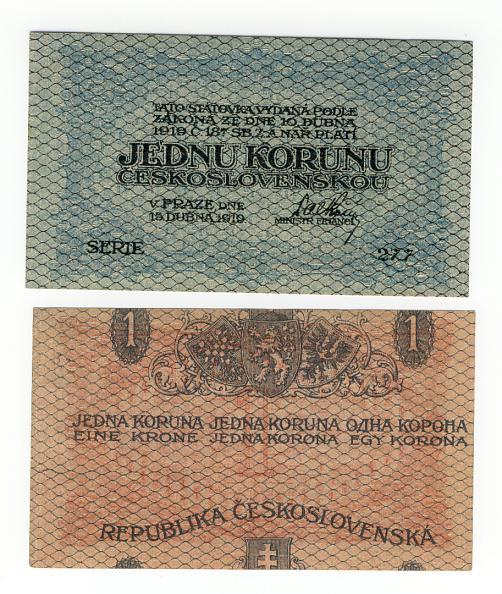 TATO STÁTOVKA VYDANÁ PODLE
ZÁKONA ZE DNE 10. DUBNA
1919 Č. 187 SB. Z. A NAŘ. PLATÍ
JEDNU KORUNU
ČESKOSLOVENSKOU
V PRAZE DNE
15. DUBNA 1919
MINISTR FINANCÍ
SERIE 277
1 1
JEDNA KORUNA JEDNA KORUNA ОДНА КОРОНА
EINE KRONE JEDNA KORONA EGY KORONA
REPUBLIKA ČESKOSLOVENSKÁ